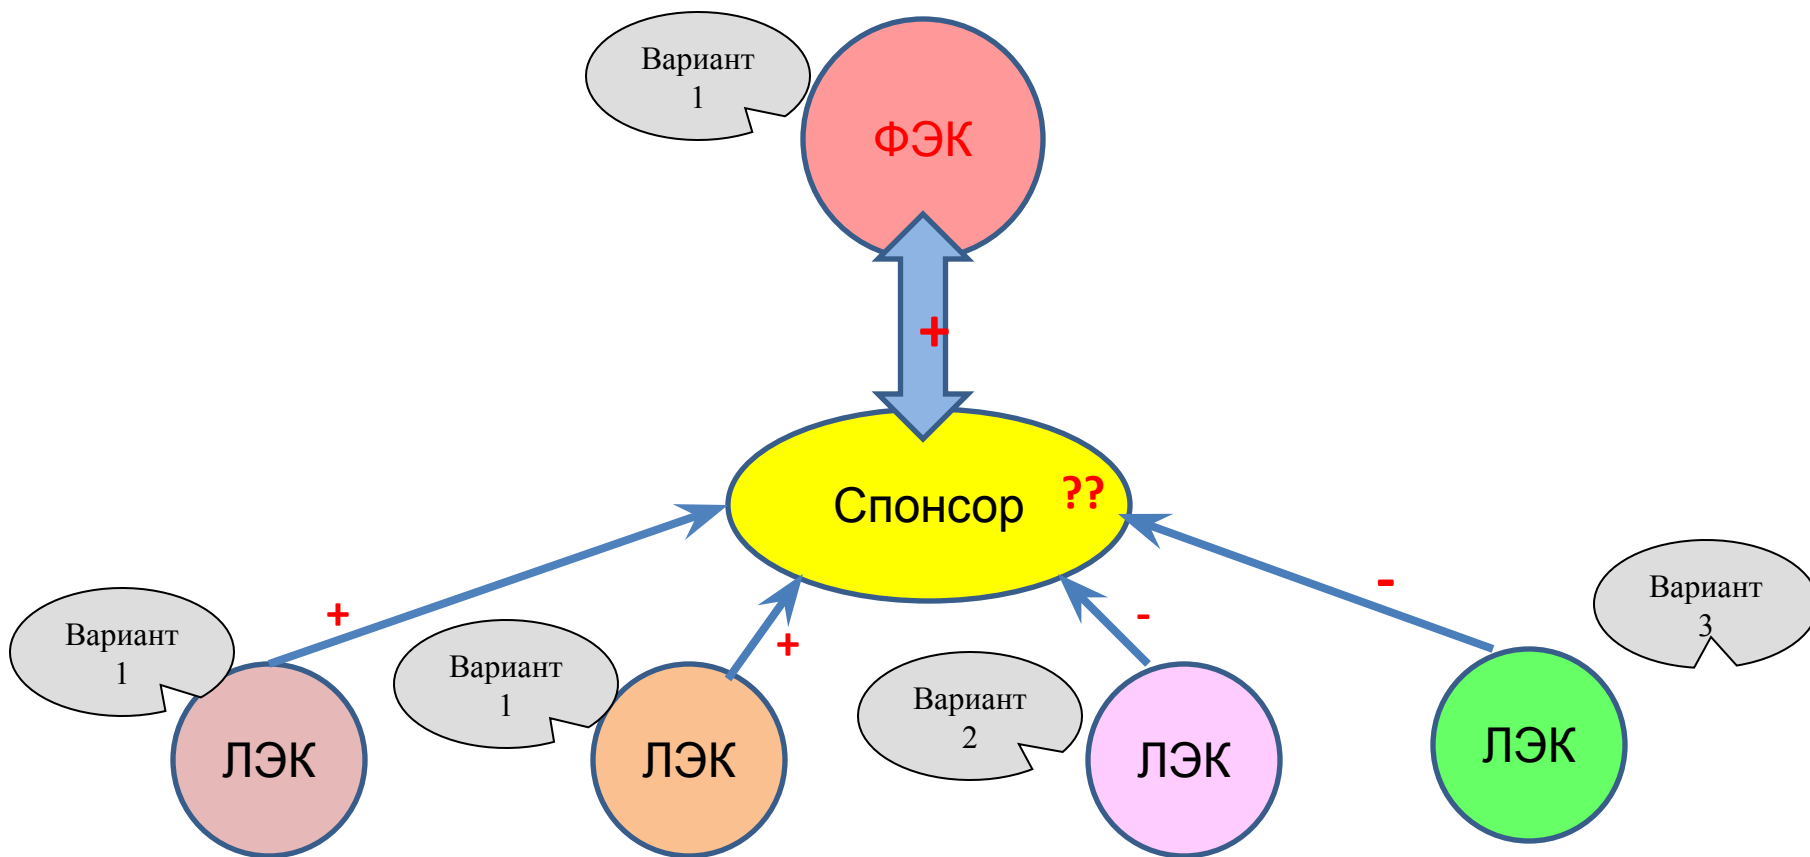 Вариант
1
ФЭК
+
Спонсор ??
Вариант
1
+
Вариант
1
+
-
Вариант
2
-
Вариант
3
ЛЭК
ЛЭК
ЛЭК
ЛЭК